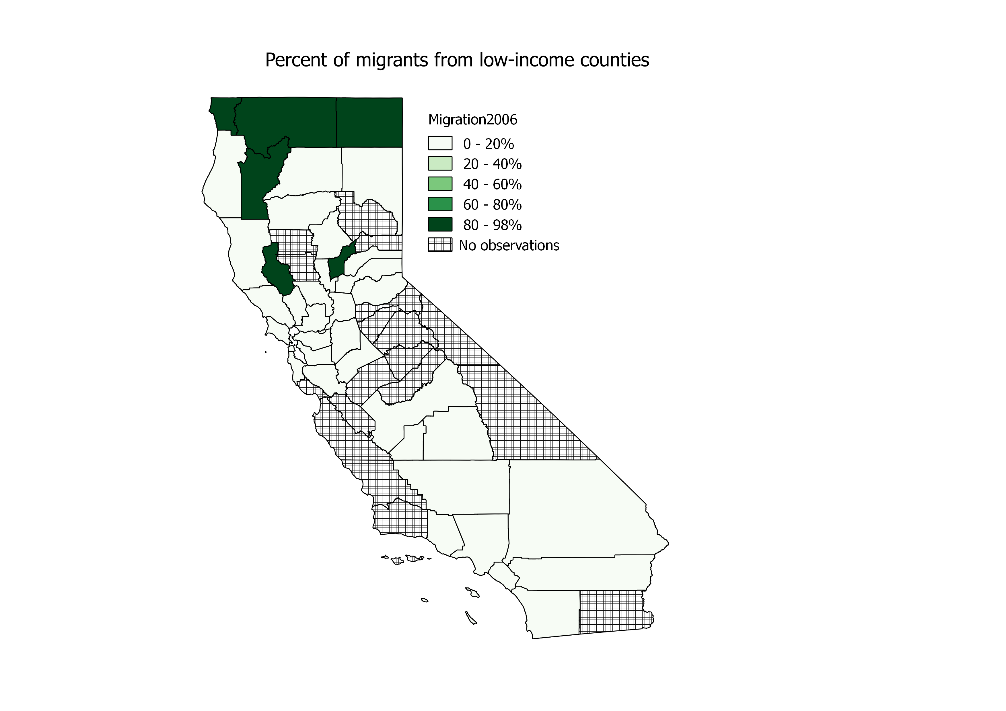 Percent of migrants from low-income counties
Migration2006
0 - 20%
20 - 40%
40 - 60%
60 - 80%
80 - 98%
No observations